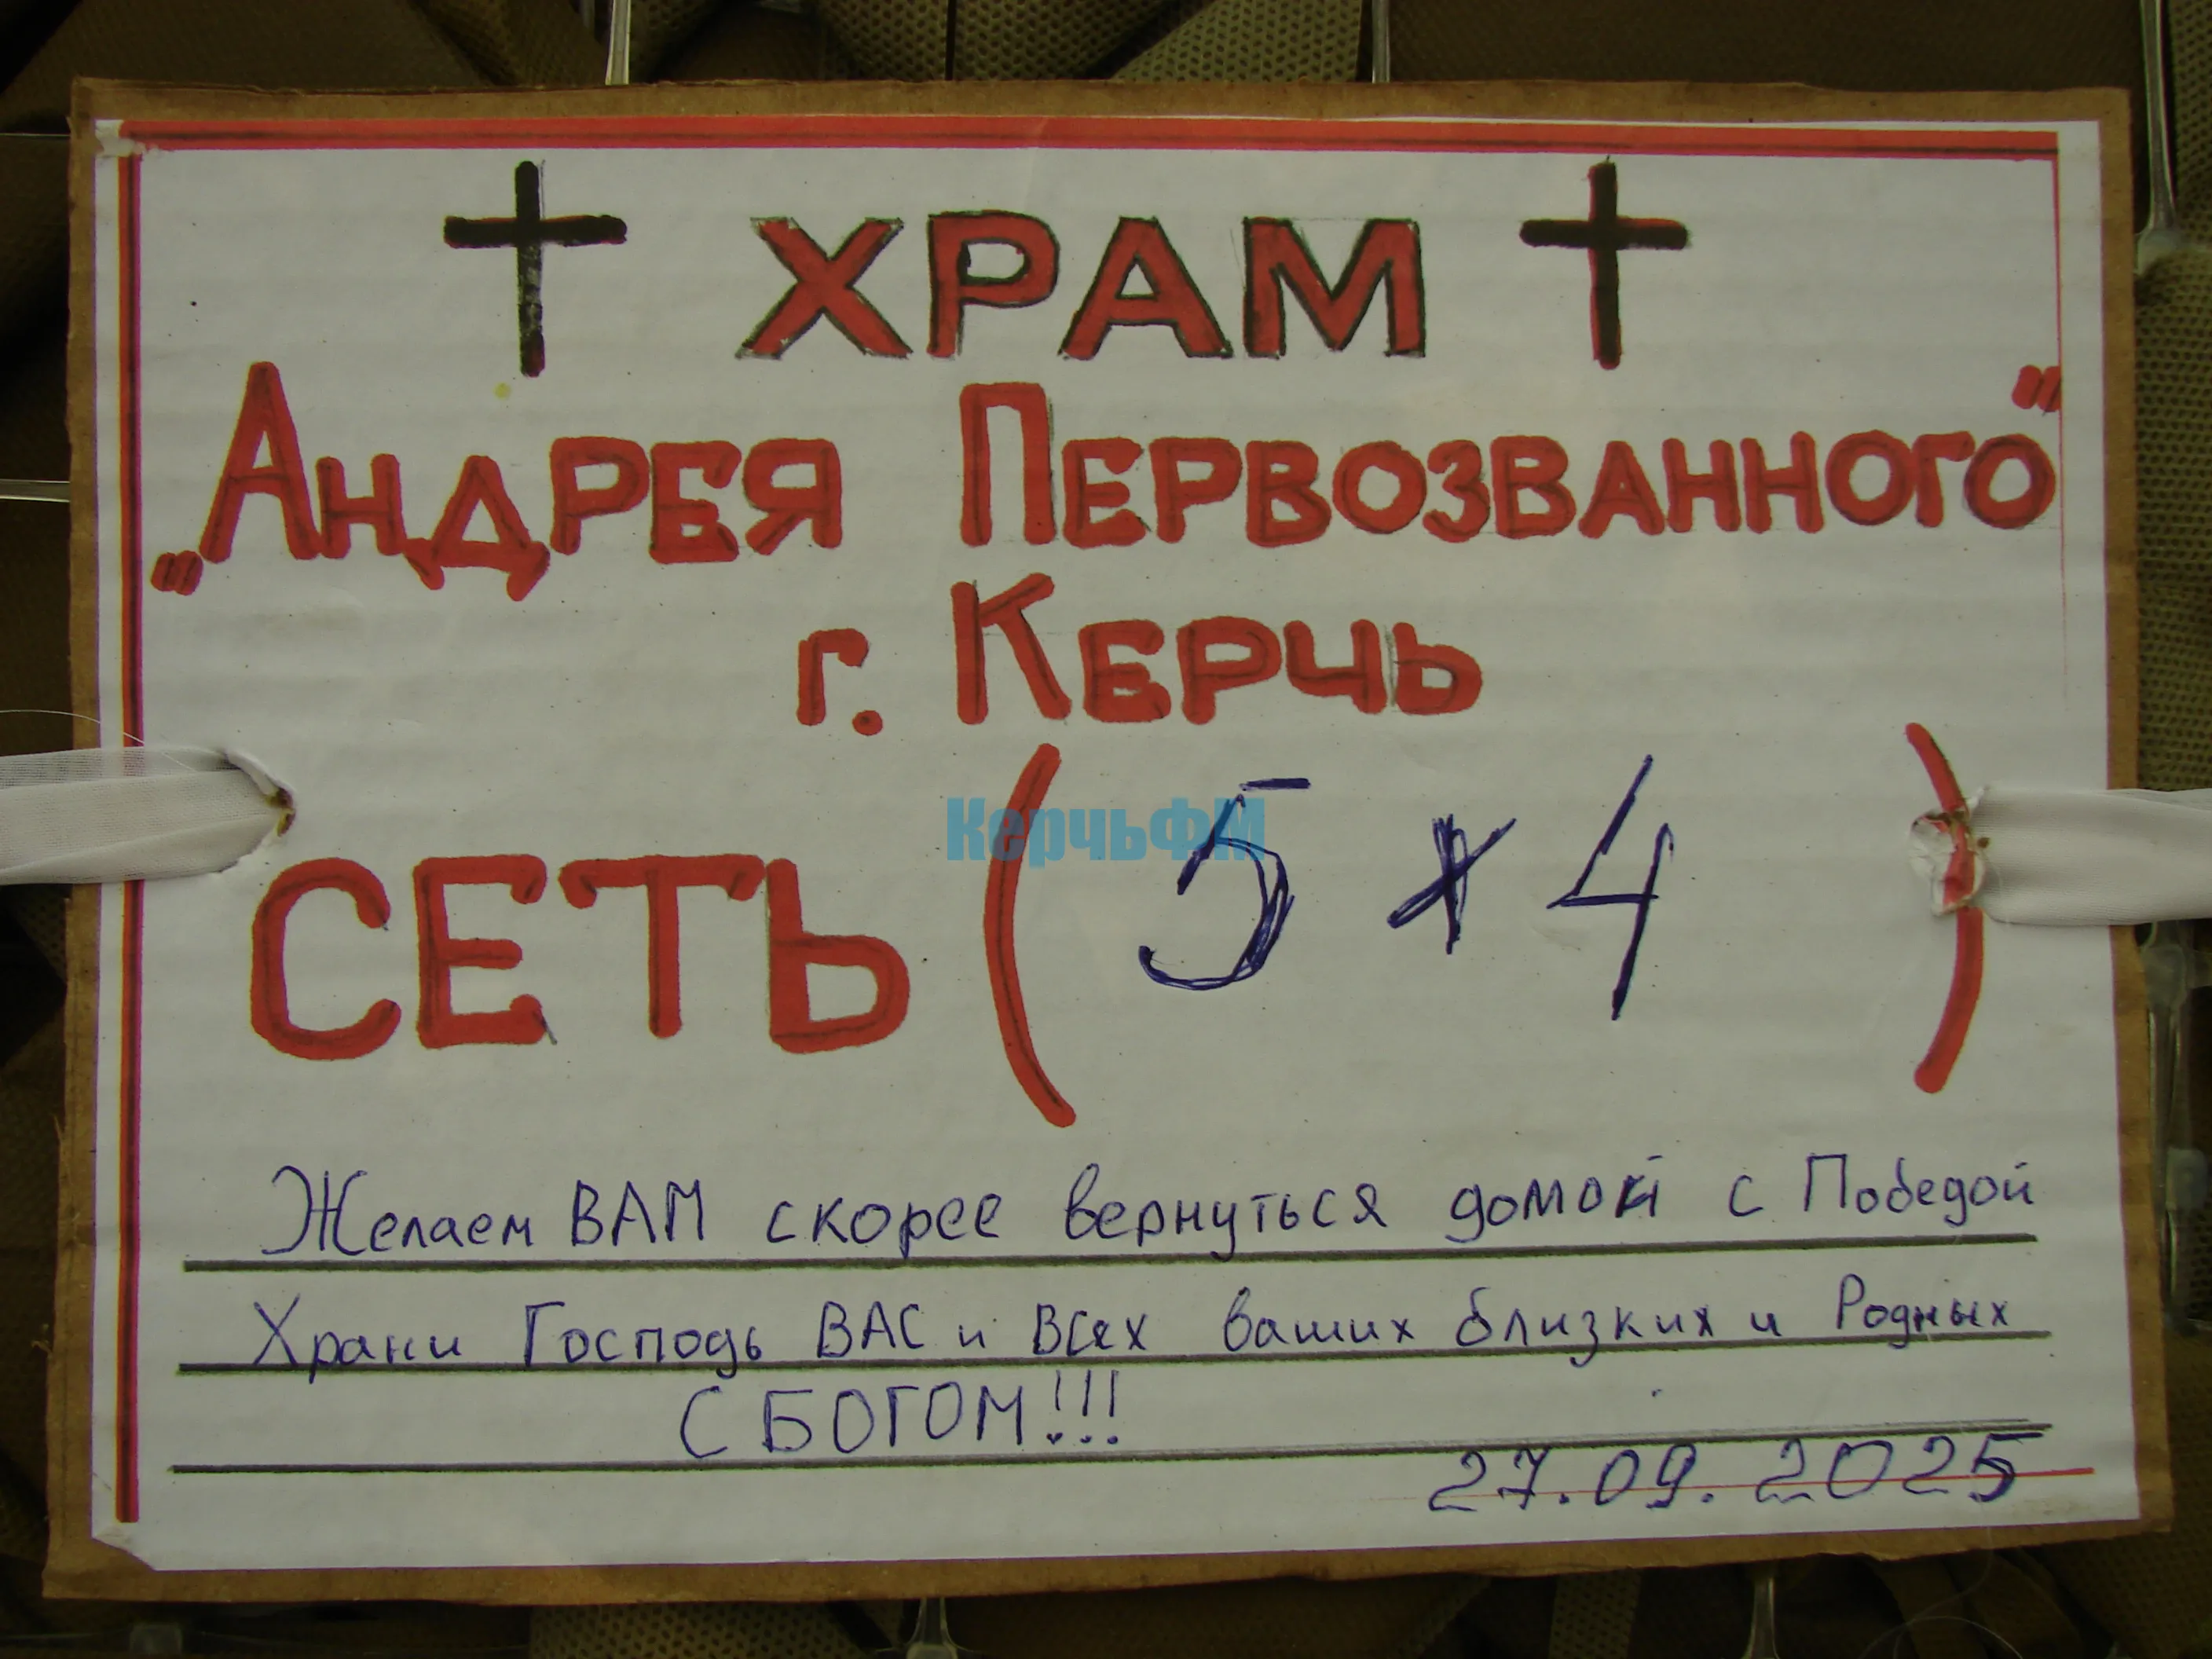 ХРАМ
„Андрея Первозванного"
г. Керчь
СЕТЬ ( 5 x 4 )
КерчьФМ
Желаем ВАМ скорее вернуться домой с Победой
Храни Господь ВАС и Всех ваших близких и Родных
С БОГОМ!!!
27.09.2025